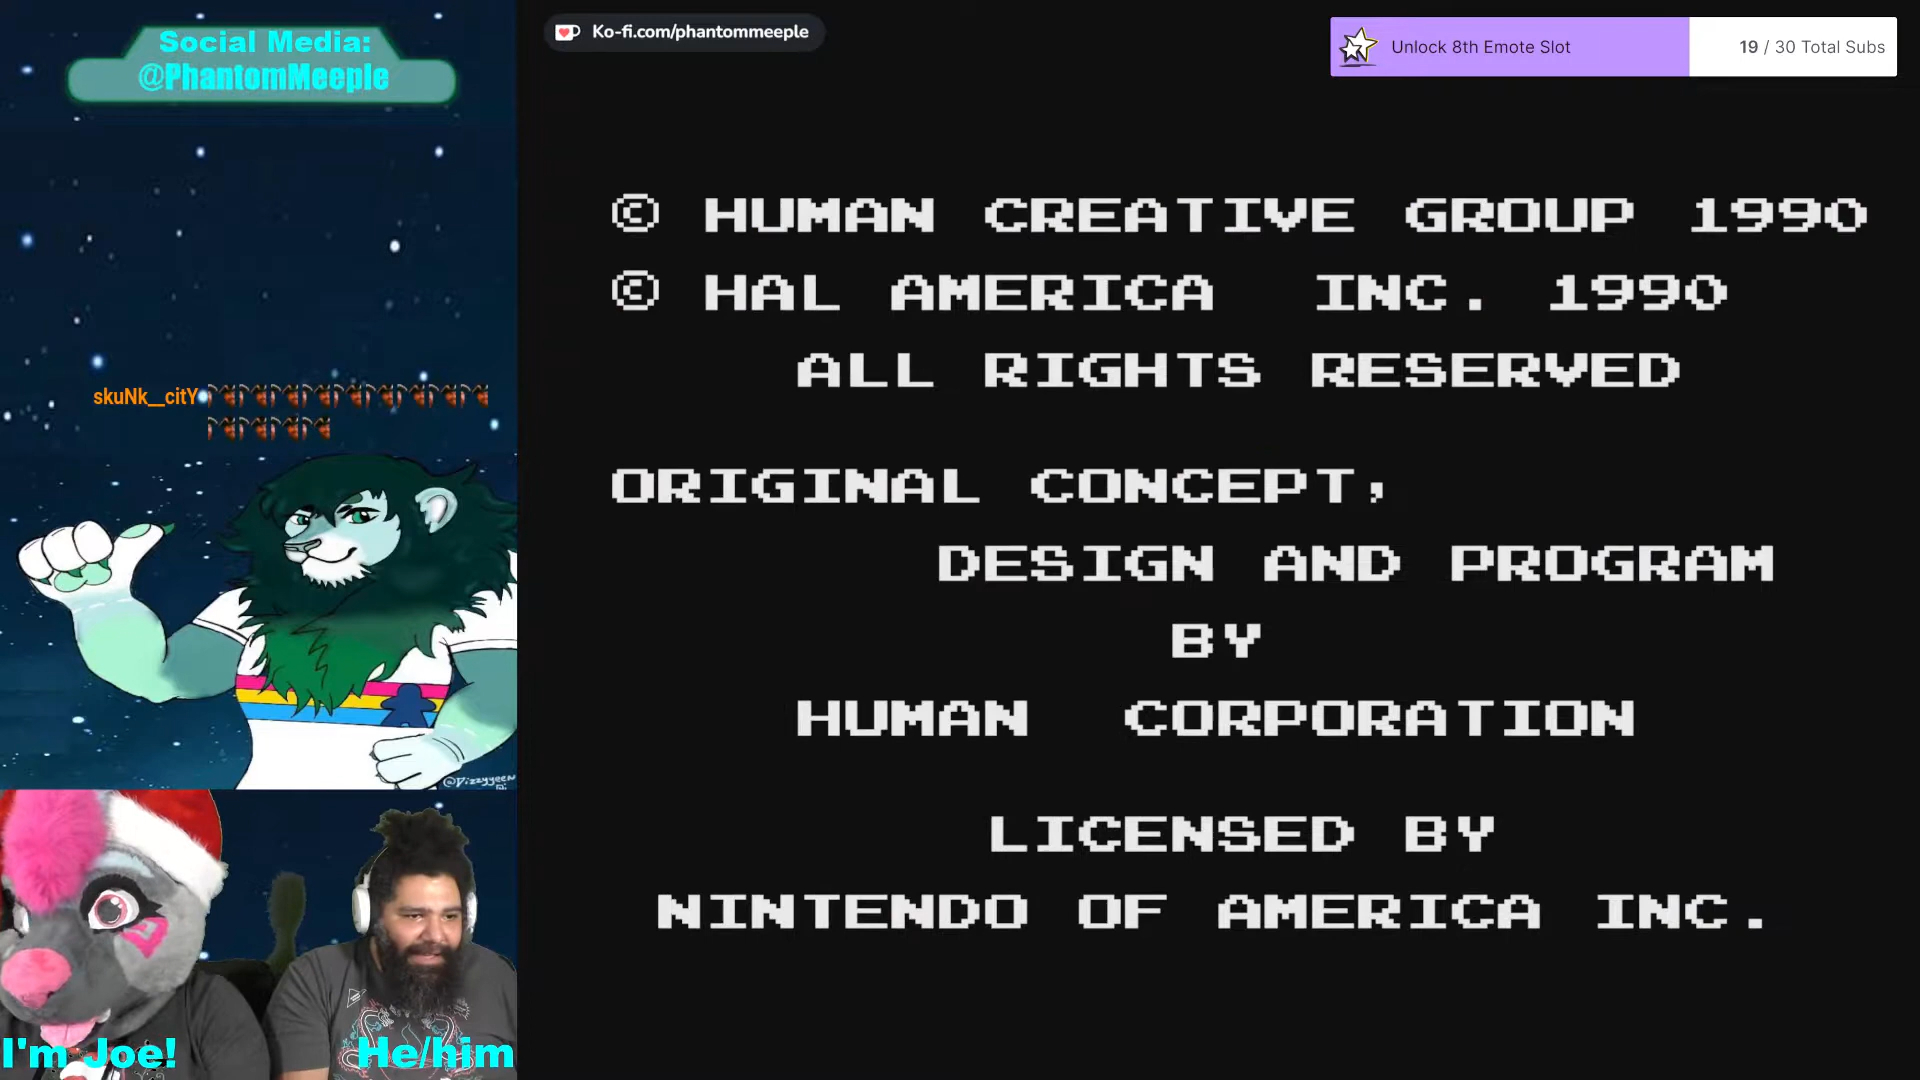 Social Media:
@PhantomMeeple
Ko-fi.com/phantommeeple
Unlock 8th Emote Slot
19 / 30 Total Subs
© HUMAN CREATIVE GROUP 1990
© HAL AMERICA INC. 1990
ALL RIGHTS RESERVED
ORIGINAL CONCEPT,
DESIGN AND PROGRAM
BY
HUMAN CORPORATION
LICENSED BY
NINTENDO OF AMERICA INC.
skuNk__citY
@Dizzyyeen
I'm Joe!
He/him